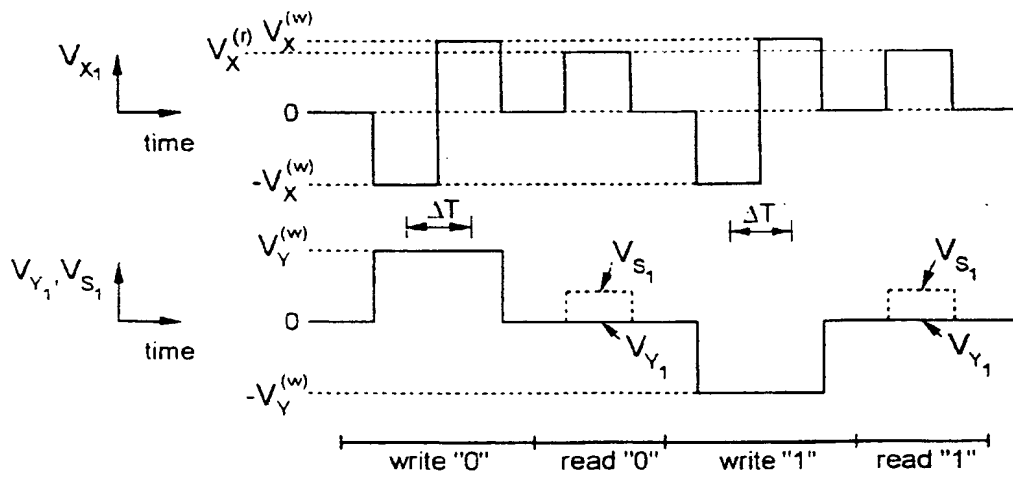 V_X₁
time
V_X^(r)
V_X^(w)
0
-V_X^(w)
ΔT
ΔT
V_Y₁, V_S₁
time
V_Y^(w)
0
-V_Y^(w)
V_S₁
V_Y₁
V_S₁
V_Y₁
write "0"
read "0"
write "1"
read "1"